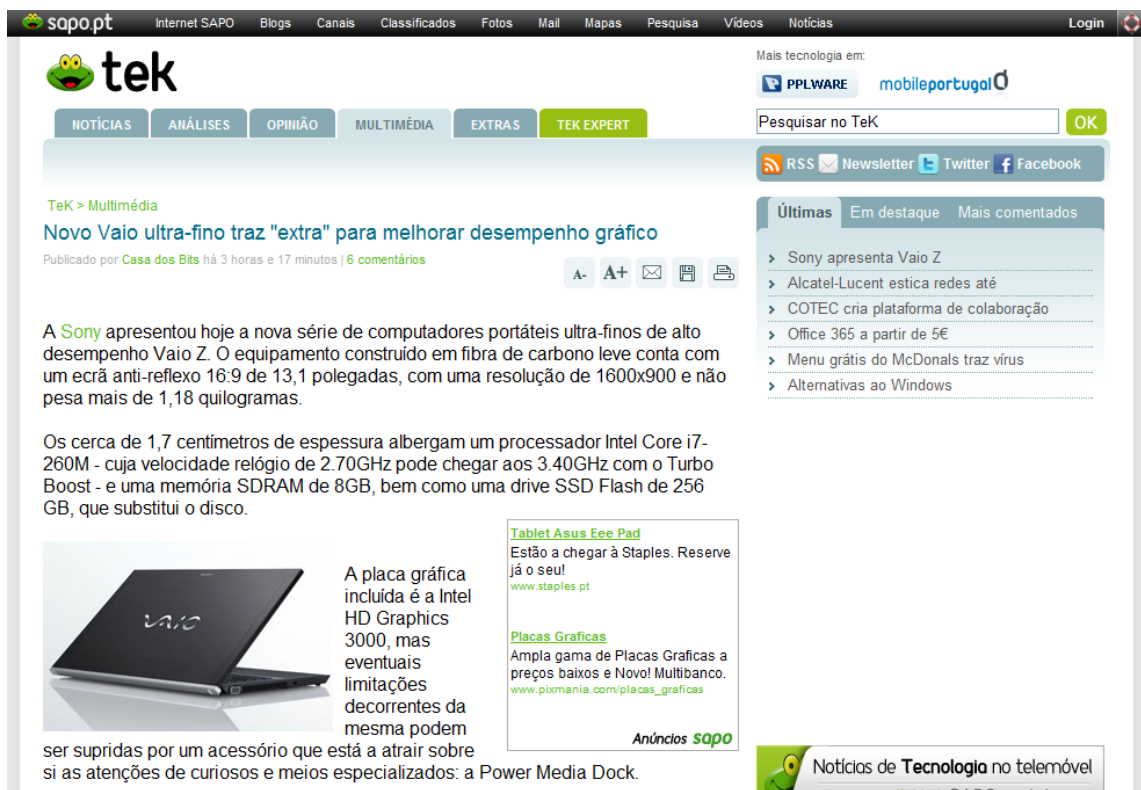 sapo.pt Internet SAPO Blogs Canais Classificados Fotos Mail Mapas Pesquisa Vídeos Notícias Login
tek
NOTÍCIAS ANÁLISES OPINIÃO MULTIMÉDIA EXTRAS TEK EXPERT
Mais tecnologia em:
PPLWARE mobileportugal
Pesquisar no TeK OK
RSS Newsletter Twitter Facebook
TeK > Multimédia
Novo Vaio ultra-fino traz "extra" para melhorar desempenho gráfico
Publicado por Casa dos Bits há 3 horas e 17 minutos | 6 comentários
A- A+
A Sony apresentou hoje a nova série de computadores portáteis ultra-finos de alto
desempenho Vaio Z. O equipamento construído em fibra de carbono leve conta com
um ecrã anti-reflexo 16:9 de 13,1 polegadas, com uma resolução de 1600x900 e não
pesa mais de 1,18 quilogramas.
Os cerca de 1,7 centímetros de espessura albergam um processador Intel Core i7-
260M - cuja velocidade relógio de 2.70GHz pode chegar aos 3.40GHz com o Turbo
Boost - e uma memória SDRAM de 8GB, bem como uma drive SSD Flash de 256
GB, que substitui o disco.
VAIO
A placa gráfica
incluída é a Intel
HD Graphics
3000, mas
eventuais
limitações
decorrentes da
mesma podem
ser supridas por um acessório que está a atrair sobre
si as atenções de curiosos e meios especializados: a Power Media Dock.
Tablet Asus Eee Pad
Estão a chegar à Staples. Reserve
já o seu!
www.staples.pt
Placas Graficas
Ampla gama de Placas Graficas a
preços baixos e Novo! Multibanco.
www.pixmania.com/placas_graficas
Anúncios sapo
Últimas Em destaque Mais comentados
Sony apresenta Vaio Z
Alcatel-Lucent estica redes até
COTEC cria plataforma de colaboração
Office 365 a partir de 5€
Menu grátis do McDonals traz vírus
Alternativas ao Windows
Notícias de Tecnologia no telemóvel